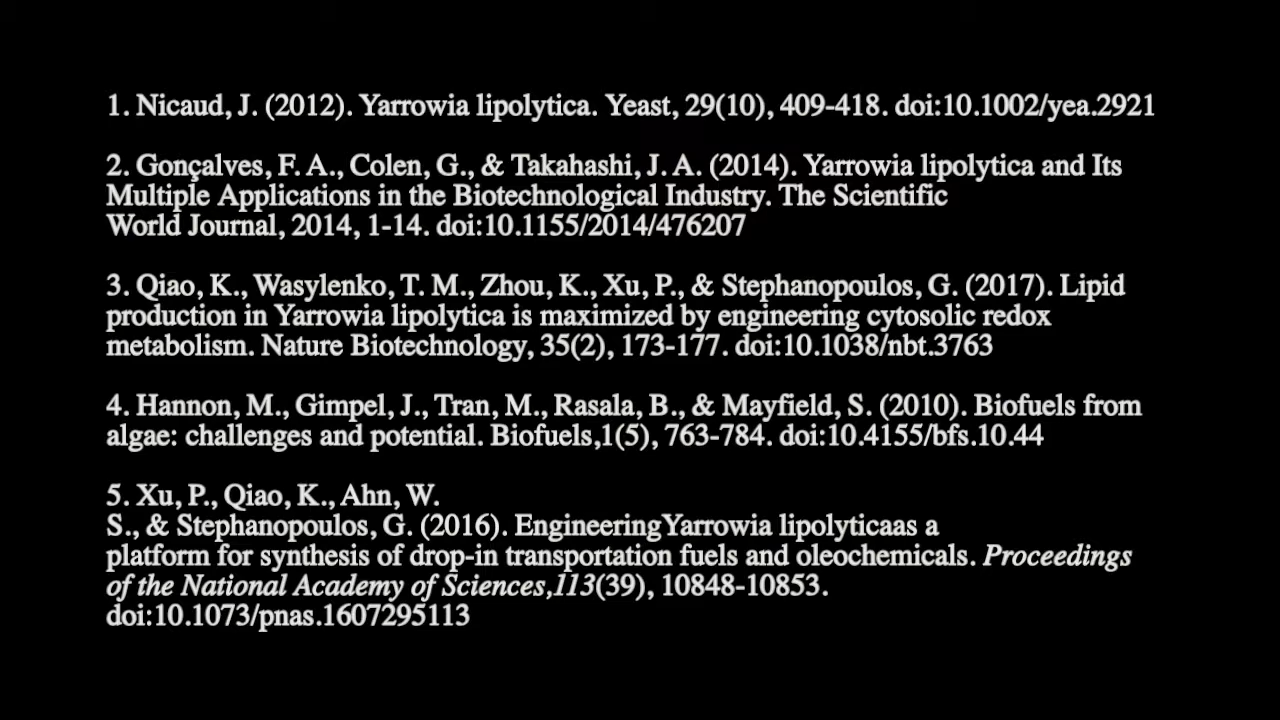 1. Nicaud, J. (2012). Yarrowia lipolytica. Yeast, 29(10), 409-418. doi:10.1002/yea.2921
2. Gonçalves, F. A., Colen, G., & Takahashi, J. A. (2014). Yarrowia lipolytica and Its
Multiple Applications in the Biotechnological Industry. The Scientific
World Journal, 2014, 1-14. doi:10.1155/2014/476207
3. Qiao, K., Wasylenko, T. M., Zhou, K., Xu, P., & Stephanopoulos, G. (2017). Lipid
production in Yarrowia lipolytica is maximized by engineering cytosolic redox
metabolism. Nature Biotechnology, 35(2), 173-177. doi:10.1038/nbt.3763
4. Hannon, M., Gimpel, J., Tran, M., Rasala, B., & Mayfield, S. (2010). Biofuels from
algae: challenges and potential. Biofuels,1(5), 763-784. doi:10.4155/bfs.10.44
5. Xu, P., Qiao, K., Ahn, W.
S., & Stephanopoulos, G. (2016). EngineeringYarrowia lipolyticaas a
platform for synthesis of drop-in transportation fuels and oleochemicals. Proceedings
of the National Academy of Sciences,113(39), 10848-10853.
doi:10.1073/pnas.1607295113